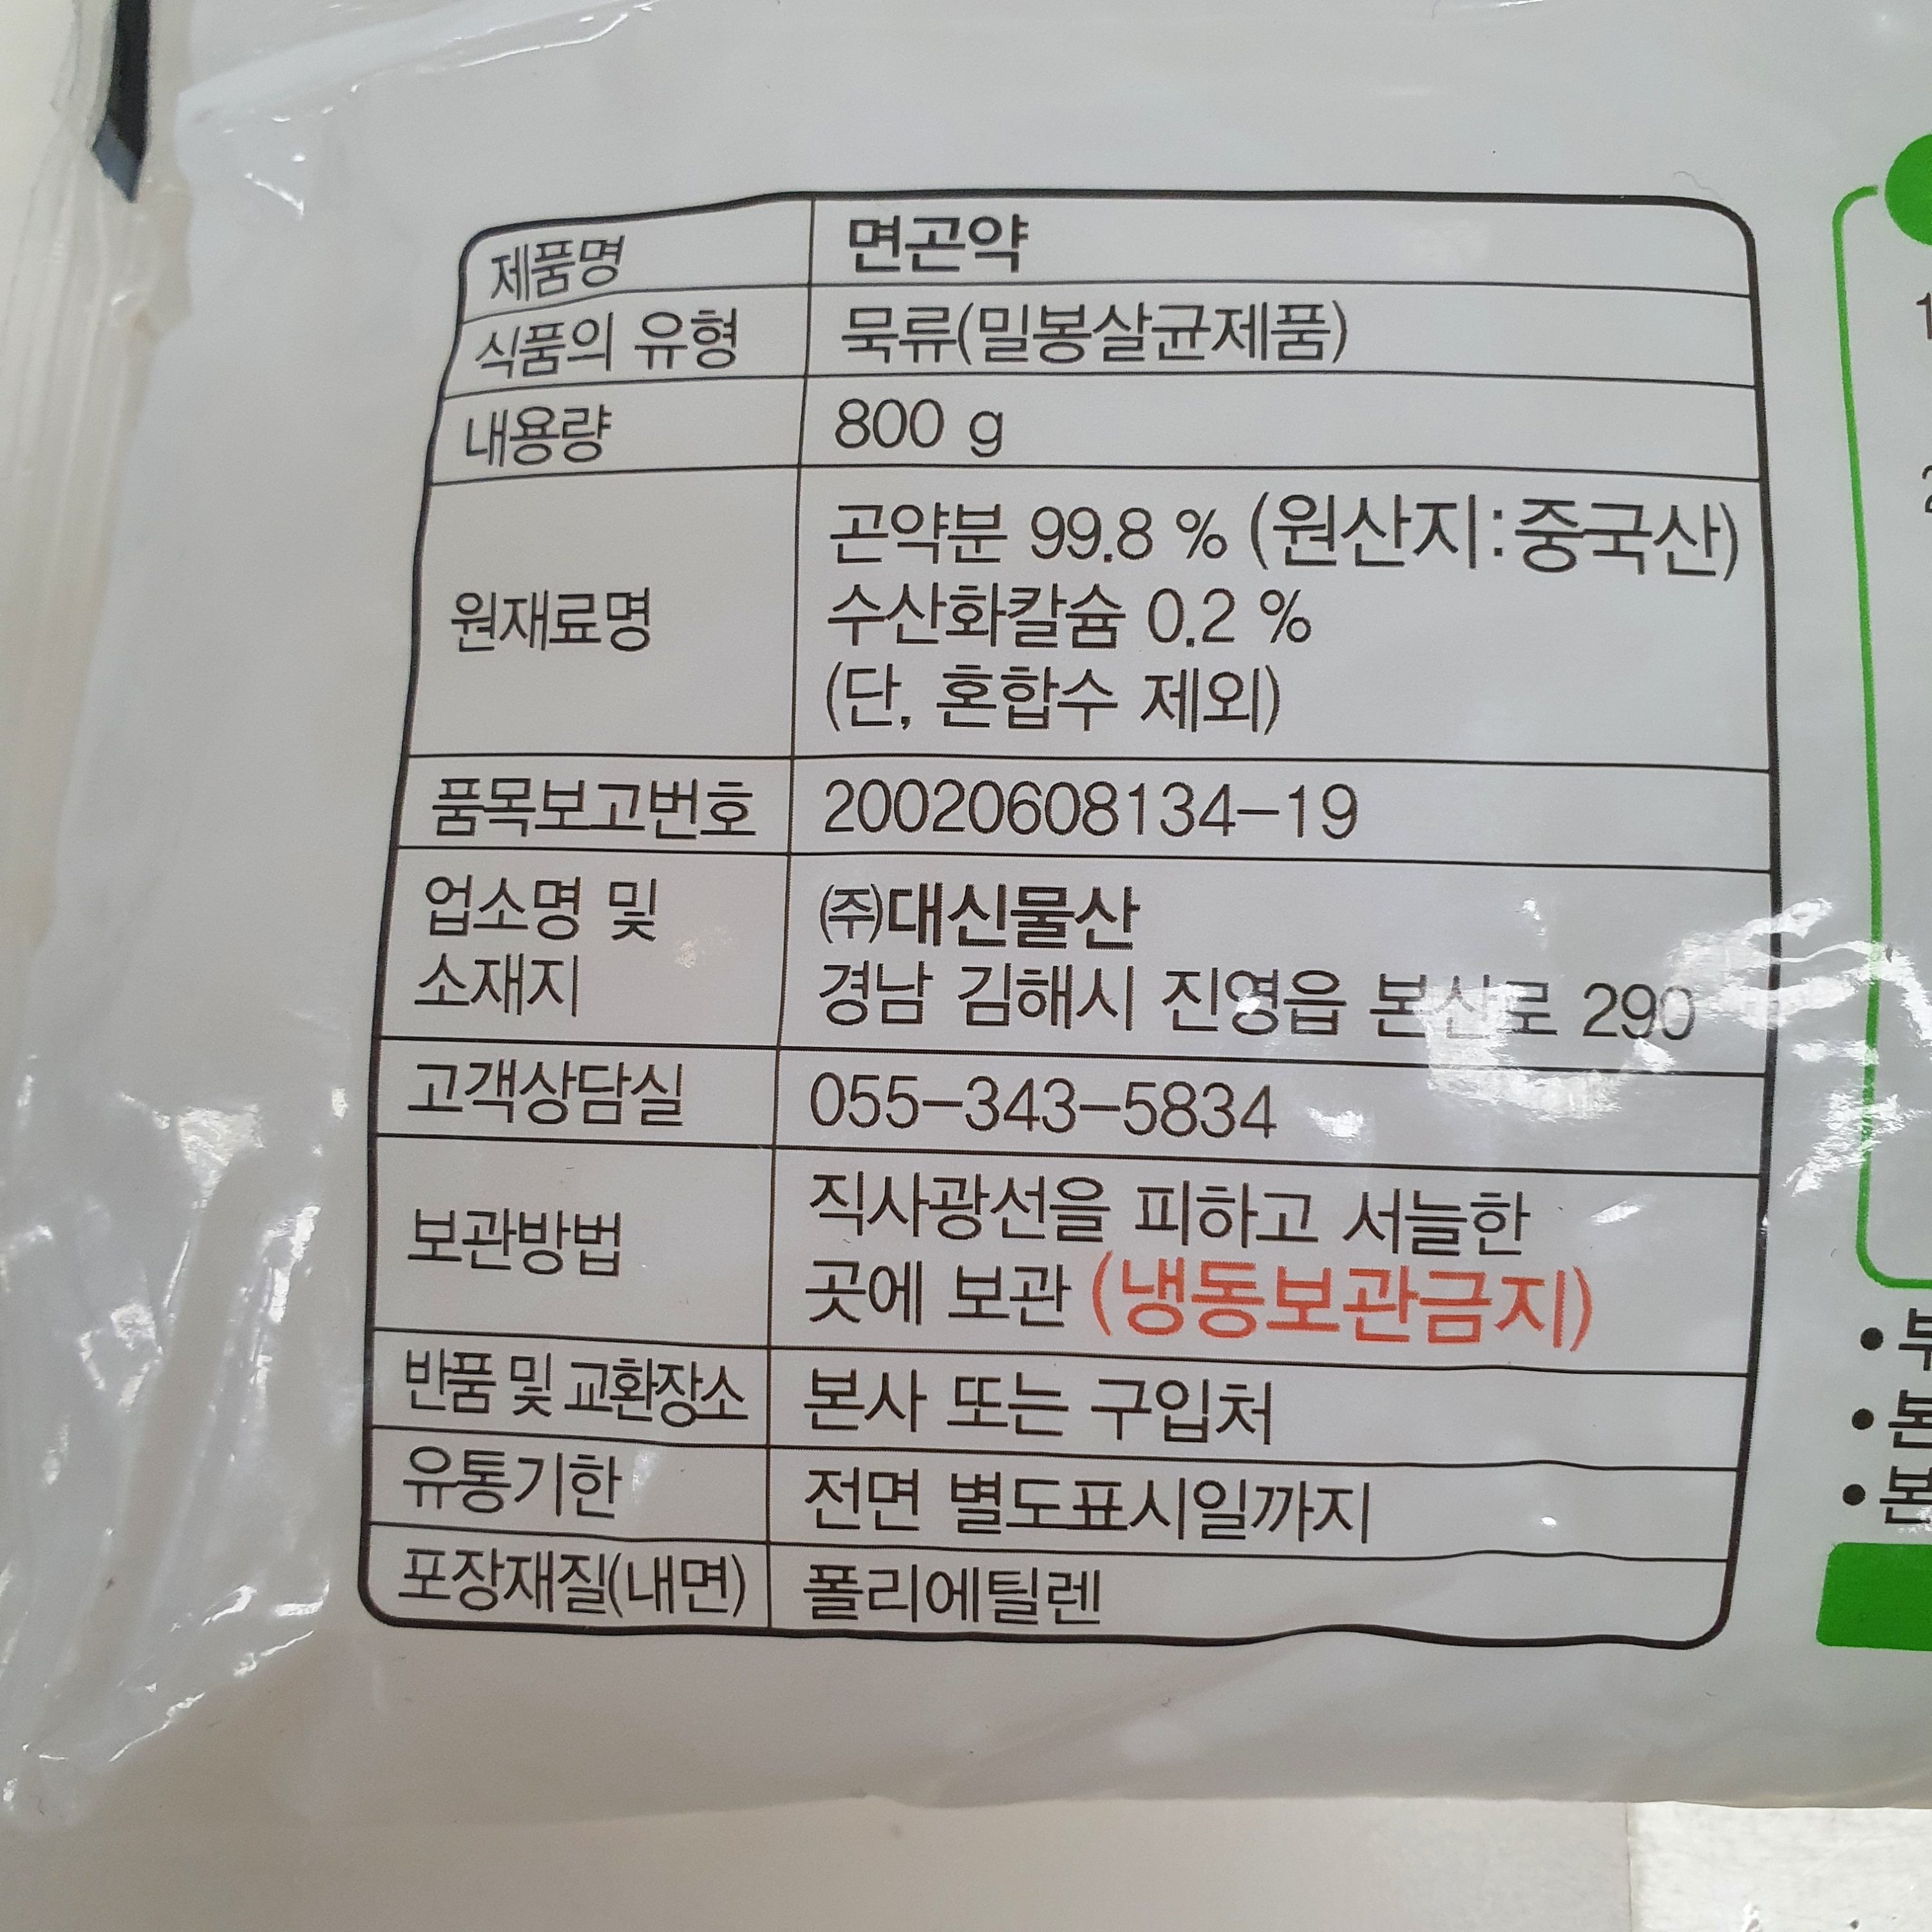 제품명 면곤약
식품의 유형 묵류(밀봉살균제품)
내용량 800 g
원재료명 곤약분 99.8 % (원산지:중국산)
수산화칼슘 0.2 %
(단, 혼합수 제외)
품목보고번호 20020608134-19
업소명 및 소재지 ㈜대신물산
경남 김해시 진영읍 본산로 290
고객상담실 055-343-5834
보관방법 직사광선을 피하고 서늘한
곳에 보관 (냉동보관금지)
반품 및 교환장소 본사 또는 구입처
유통기한 전면 별도표시일까지
포장재질(내면) 폴리에틸렌